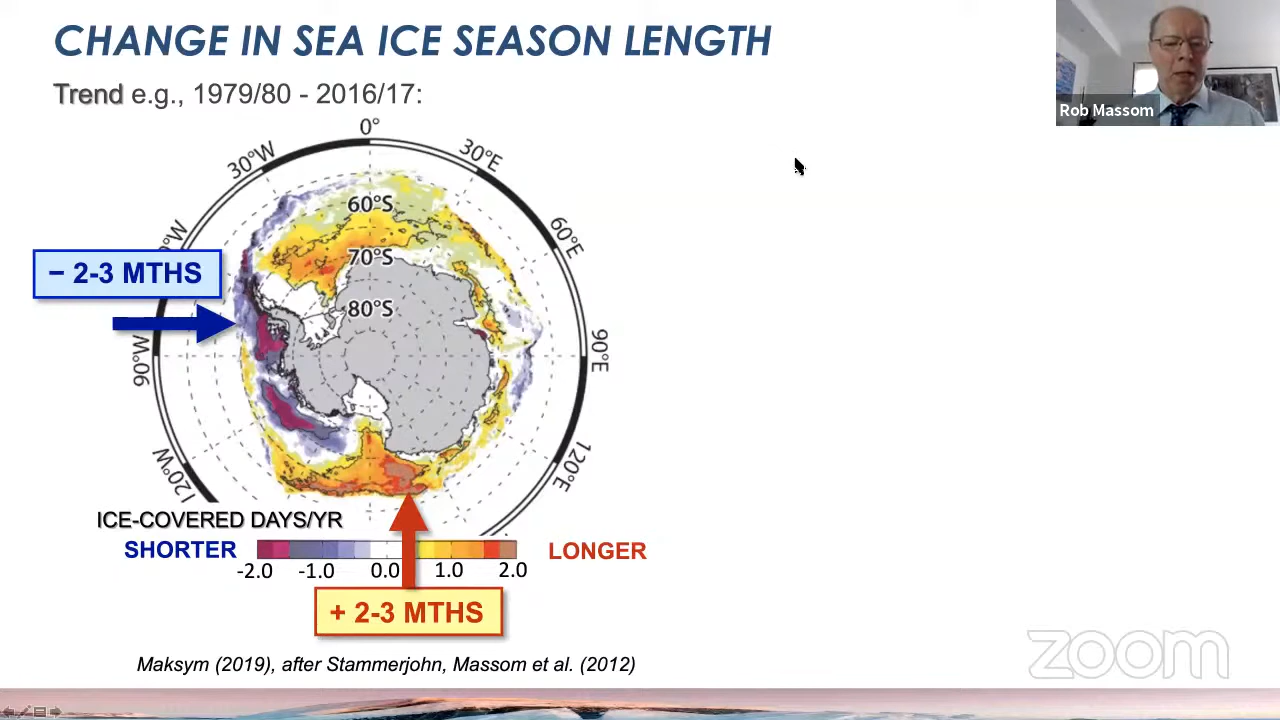 CHANGE IN SEA ICE SEASON LENGTH
Trend e.g., 1979/80 - 2016/17:
Rob Massom
0°
30°W
30°E
60°S
60°E
°W
70°S
− 2-3 MTHS
80°S
90°W
90°E
120°W
120°E
ICE-COVERED DAYS/YR
SHORTER
LONGER
-2.0 -1.0 0.0 1.0 2.0
+ 2-3 MTHS
zoom
Maksym (2019), after Stammerjohn, Massom et al. (2012)